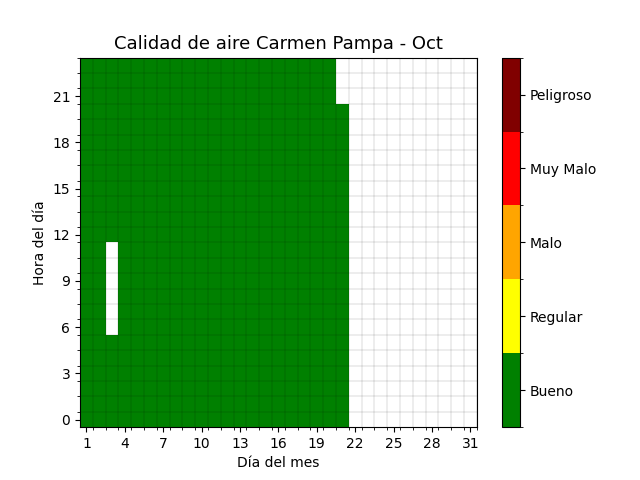 Calidad de aire Carmen Pampa - Oct
Hora del día
21
18
15
12
9
6
3
0
1 4 7 10 13 16 19 22 25 28 31
Día del mes
Peligroso
Muy Malo
Malo
Regular
Bueno